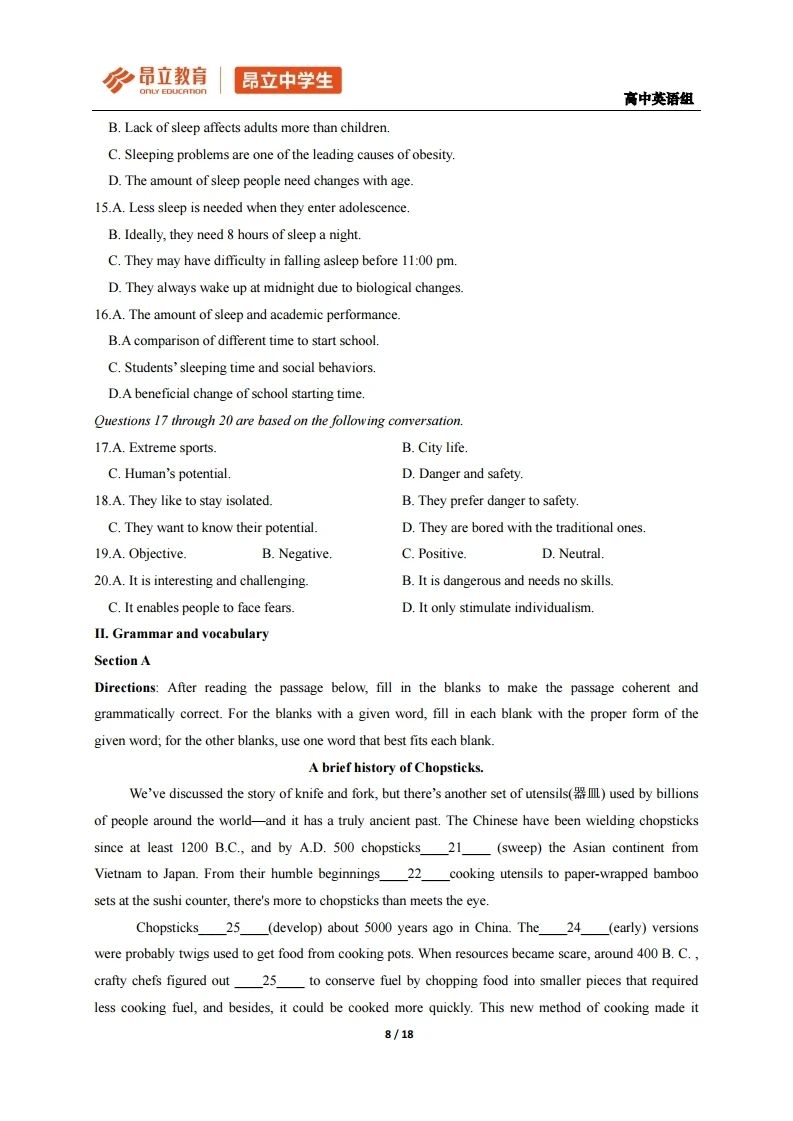 昂立教育
ONLY EDUCATION
昂立中学生
高中英语组
B. Lack of sleep affects adults more than children.
C. Sleeping problems are one of the leading causes of obesity.
D. The amount of sleep people need changes with age.
15.A. Less sleep is needed when they enter adolescence.
B. Ideally, they need 8 hours of sleep a night.
C. They may have difficulty in falling asleep before 11:00 pm.
D. They always wake up at midnight due to biological changes.
16.A. The amount of sleep and academic performance.
B.A comparison of different time to start school.
C. Students' sleeping time and social behaviors.
D.A beneficial change of school starting time.
Questions 17 through 20 are based on the following conversation.
17.A. Extreme sports. B. City life.
C. Human's potential. D. Danger and safety.
18.A. They like to stay isolated. B. They prefer danger to safety.
C. They want to know their potential. D. They are bored with the traditional ones.
19.A. Objective. B. Negative. C. Positive. D. Neutral.
20.A. It is interesting and challenging. B. It is dangerous and needs no skills.
C. It enables people to face fears. D. It only stimulate individualism.
II. Grammar and vocabulary
Section A
Directions: After reading the passage below, fill in the blanks to make the passage coherent and
grammatically correct. For the blanks with a given word, fill in each blank with the proper form of the
given word; for the other blanks, use one word that best fits each blank.
A brief history of Chopsticks.
We've discussed the story of knife and fork, but there's another set of utensils(器皿) used by billions
of people around the world—and it has a truly ancient past. The Chinese have been wielding chopsticks
since at least 1200 B.C., and by A.D. 500 chopsticks____21____ (sweep) the Asian continent from
Vietnam to Japan. From their humble beginnings____22____cooking utensils to paper-wrapped bamboo
sets at the sushi counter, there's more to chopsticks than meets the eye.
Chopsticks____25____(develop) about 5000 years ago in China. The____24____(early) versions
were probably twigs used to get food from cooking pots. When resources became scare, around 400 B. C. ,
crafty chefs figured out ____25____ to conserve fuel by chopping food into smaller pieces that required
less cooking fuel, and besides, it could be cooked more quickly. This new method of cooking made it
8 / 18